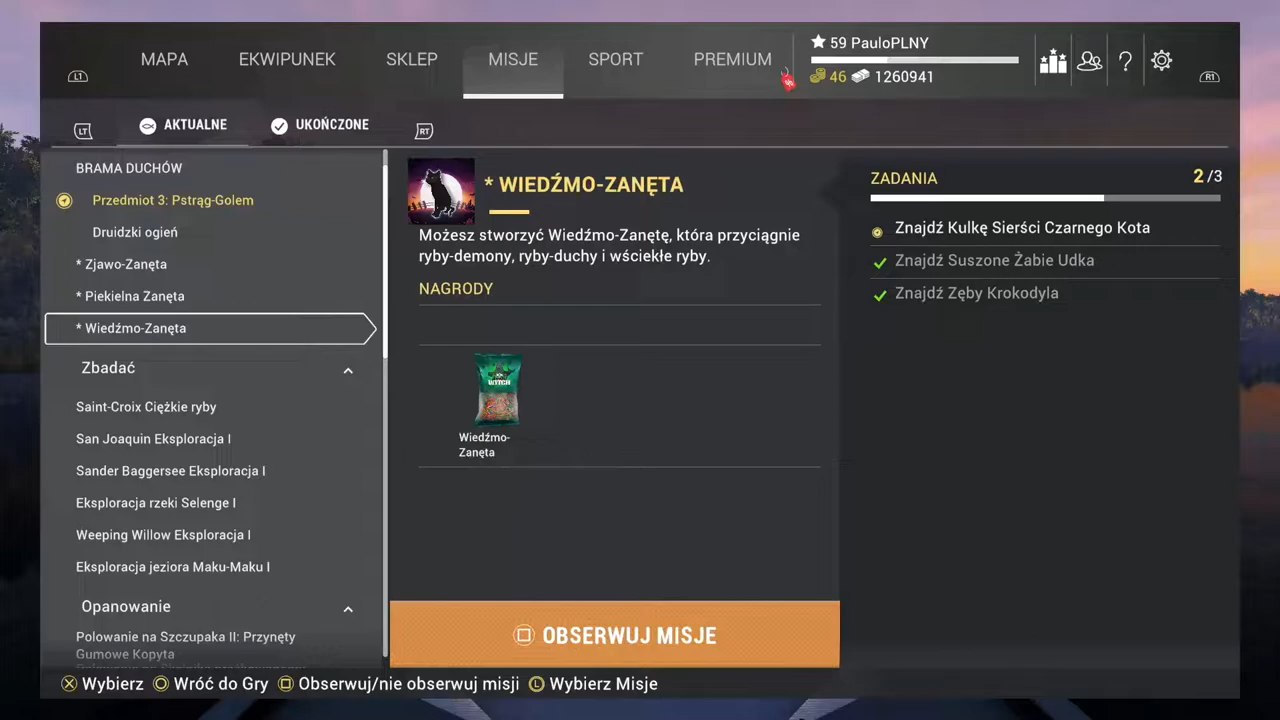 MAPA EKWIPUNEK SKLEP MISJE SPORT PREMIUM
59 PauloPLNY
46 1260941
L1
R1
LT AKTUALNE UKOŃCZONE RT
BRAMA DUCHÓW
Przedmiot 3: Pstrąg-Golem
Druidzki ogień
* Zjawo-Zanęta
* Piekielna Zanęta
* Wiedźmo-Zanęta
Zbadać
Saint-Croix Ciężkie ryby
San Joaquin Eksploracja I
Sander Baggersee Eksploracja I
Eksploracja rzeki Selenge I
Weeping Willow Eksploracja I
Eksploracja jeziora Maku-Maku I
Opanowanie
Polowanie na Szczupaka II: Przynęty
Gumowe Kopyta
* WIEDŹMO-ZANĘTA
Możesz stworzyć Wiedźmo-Zanętę, która przyciągnie
ryby-demony, ryby-duchy i wściekłe ryby.
NAGRODY
WITCH
Wiedźmo-
Zanęta
OBSERWUJ MISJE
ZADANIA 2/3
Znajdź Kulkę Sierści Czarnego Kota
Znajdź Suszone Żabie Udka
Znajdź Zęby Krokodyla
Wybierz Wróć do Gry Obserwuj/nie obserwuj misji L Wybierz Misje